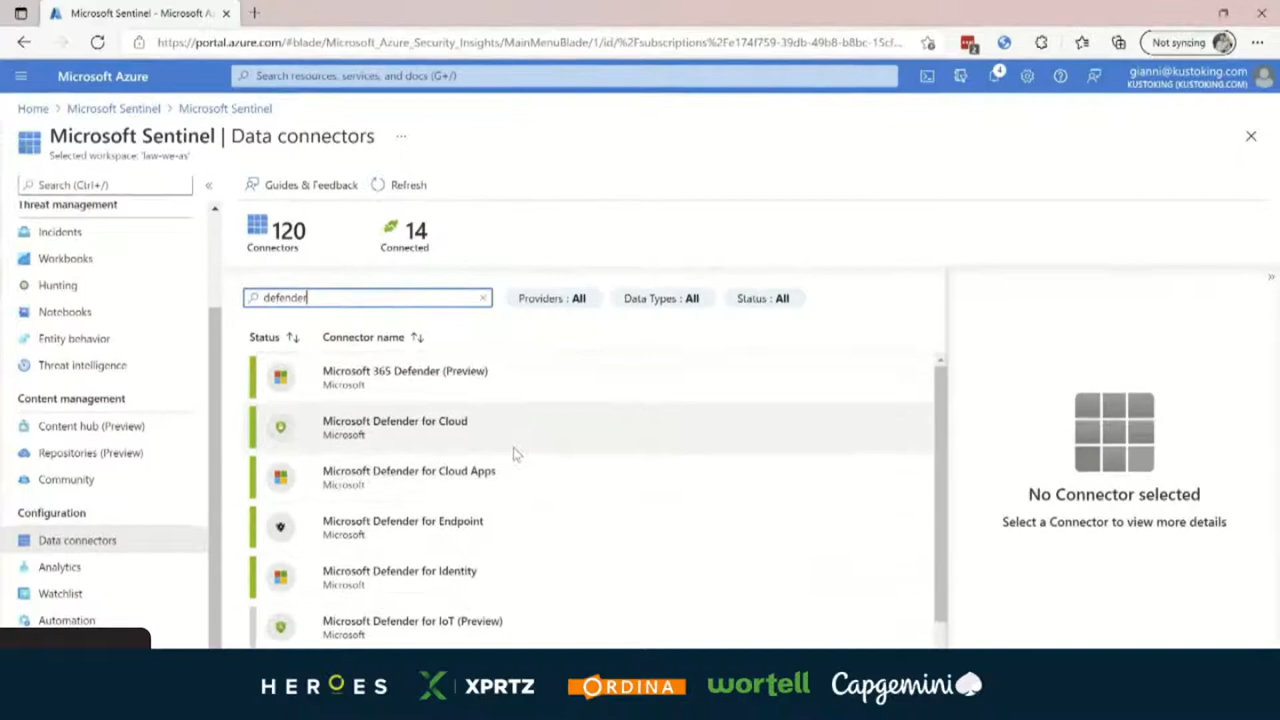 Microsoft Sentinel - Microsoft A
https://portal.azure.com/#blade/Microsoft_Azure_Security_Insights/MainMenuBlade/1/id/%2Fsubscriptions%2Fe174f759-39db-49b8-b8bc-15cf...
2
Not syncing
Microsoft Azure
Search resources, services, and docs (G+/)
4
gianni@kustoking.com
KUSTOKING (KUSTOKING.COM)
Home > Microsoft Sentinel > Microsoft Sentinel
Microsoft Sentinel | Data connectors ...
Selected workspace: 'law-we-as'
Search (Ctrl+/)
«
Guides & Feedback
Refresh
Threat management
Incidents
Workbooks
Hunting
Notebooks
Entity behavior
Threat intelligence
Content management
Content hub (Preview)
Repositories (Preview)
Community
Configuration
Data connectors
Analytics
Watchlist
Automation
120
Connectors
14
Connected
defender
Providers : All
Data Types : All
Status : All
»
Status
Connector name
Microsoft 365 Defender (Preview)
Microsoft
Microsoft Defender for Cloud
Microsoft
Microsoft Defender for Cloud Apps
Microsoft
Microsoft Defender for Endpoint
Microsoft
Microsoft Defender for Identity
Microsoft
Microsoft Defender for IoT (Preview)
Microsoft
No Connector selected
Select a Connector to view more details
HEROES
XPRTZ
ORDINA
wortell
Capgemini